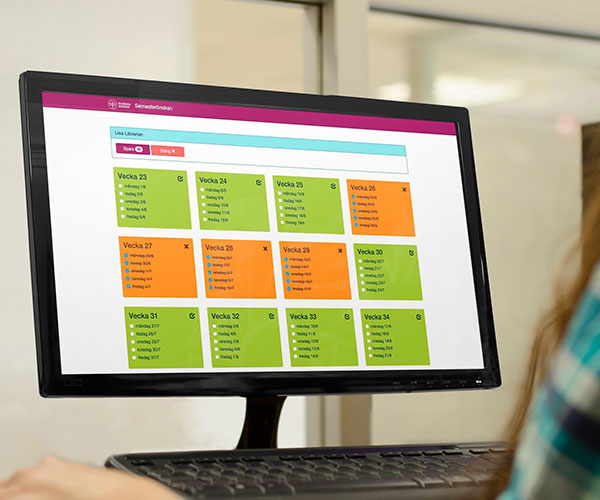 Stockholms universitet Semesterönskan
Lisa Librarian
Spara Stäng ✖
Vecka 23
måndag 1/6
tisdag 2/6
onsdag 3/6
torsdag 4/6
fredag 5/6
Vecka 24
måndag 8/6
tisdag 9/6
onsdag 10/6
torsdag 11/6
fredag 12/6
Vecka 25
måndag 15/6
tisdag 16/6
onsdag 17/6
torsdag 18/6
fredag 19/6
Vecka 26
måndag 22/6
tisdag 23/6
onsdag 24/6
torsdag 25/6
fredag 26/6
Vecka 27
måndag 29/6
tisdag 30/6
onsdag 1/7
torsdag 2/7
fredag 3/7
Vecka 28
måndag 6/7
tisdag 7/7
onsdag 8/7
torsdag 9/7
fredag 10/7
Vecka 29
måndag 13/7
tisdag 14/7
onsdag 15/7
torsdag 16/7
fredag 17/7
Vecka 30
måndag 20/7
tisdag 21/7
onsdag 22/7
torsdag 23/7
fredag 24/7
Vecka 31
måndag 27/7
tisdag 28/7
onsdag 29/7
torsdag 30/7
fredag 31/7
Vecka 32
måndag 3/8
tisdag 4/8
onsdag 5/8
torsdag 6/8
fredag 7/8
Vecka 33
måndag 10/8
tisdag 11/8
onsdag 12/8
torsdag 13/8
fredag 14/8
Vecka 34
måndag 17/8
tisdag 18/8
onsdag 19/8
torsdag 20/8
fredag 21/8